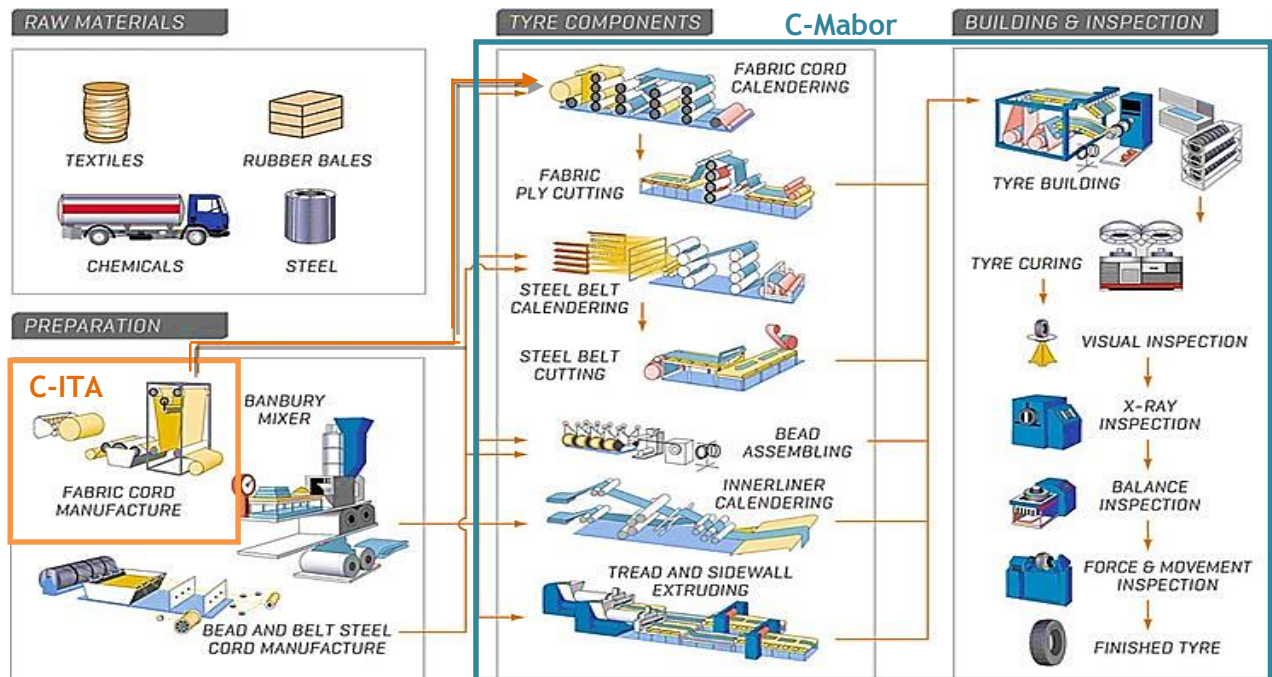 RAW MATERIALS
TEXTILES
RUBBER BALES
CHEMICALS
STEEL
PREPARATION
C-ITA
FABRIC CORD
MANUFACTURE
BANBURY
MIXER
BEAD AND BELT STEEL
CORD MANUFACTURE
TYRE COMPONENTS
C-Mabor
FABRIC CORD
CALENDERING
FABRIC
PLY CUTTING
STEEL BELT
CALENDERING
STEEL BELT
CUTTING
BEAD
ASSEMBLING
INNERLINER
CALENDERING
TREAD AND SIDEWALL
EXTRUDING
BUILDING & INSPECTION
TYRE BUILDING
TYRE CURING
VISUAL INSPECTION
X-RAY
INSPECTION
BALANCE
INSPECTION
FORCE & MOVEMENT
INSPECTION
FINISHED TYRE